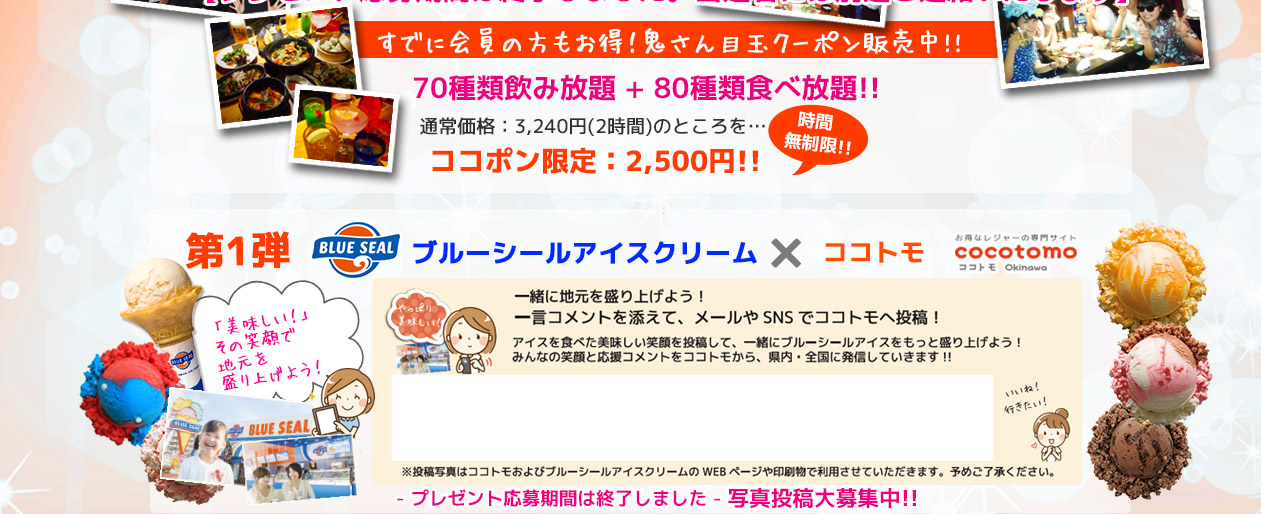 すでに会員の方もお得!鬼さん目玉クーポン販売中!!
70種類飲み放題 + 80種類食べ放題!!
通常価格：3,240円(2時間)のところを…
時間
無制限!!
ココポン限定：2,500円!!
第1弾
BLUE SEAL
ブルーシールアイスクリーム × ココトモ
お得なレジャーの専門サイト
cocotomo
ココトモ Okinawa
「美味しい!」
その笑顔で
地元を
盛り上げよう!
BLUE SEAL
BLUE SEAL
やっぱり
美味しい!
一緒に地元を盛り上げよう！
一言コメントを添えて、メールや SNS でココトモへ投稿！
アイスを食べた美味しい笑顔を投稿して、一緒にブルーシールアイスをもっと盛り上げよう！
みんなの笑顔と応援コメントをココトモから、県内・全国に発信していきます!!
いいね!
行きたい!
※投稿写真はココトモおよびブルーシールアイスクリームの WEB ページや印刷物で利用させていただきます。予めご了承ください。
- プレゼント応募期間は終了しました - 写真投稿大募集中!!